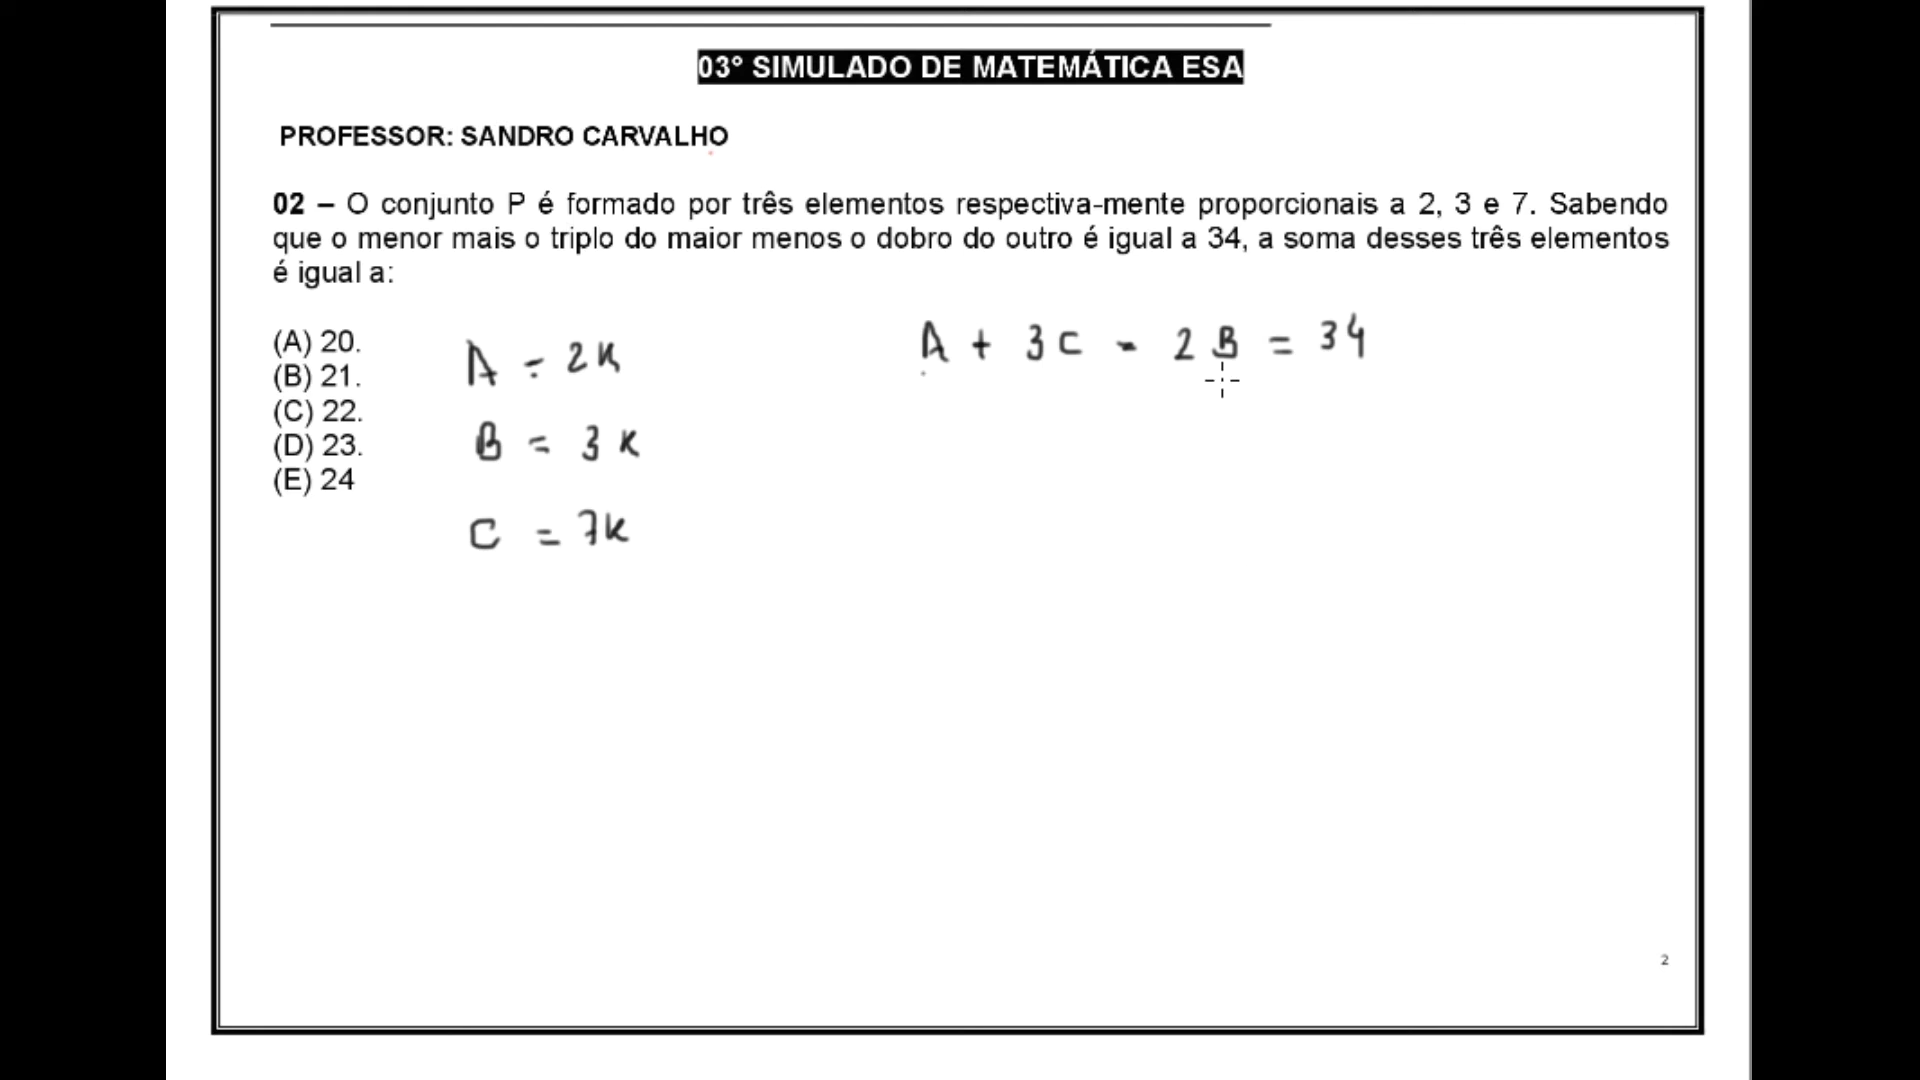 03° SIMULADO DE MATEMÁTICA ESA
PROFESSOR: SANDRO CARVALHO
02 – O conjunto P é formado por três elementos respectiva-mente proporcionais a 2, 3 e 7. Sabendo
que o menor mais o triplo do maior menos o dobro do outro é igual a 34, a soma desses três elementos
é igual a:
(A) 20.
(B) 21.
(C) 22.
(D) 23.
(E) 24
A = 2K
B = 3K
C = 7K
A + 3C - 2B = 34
2